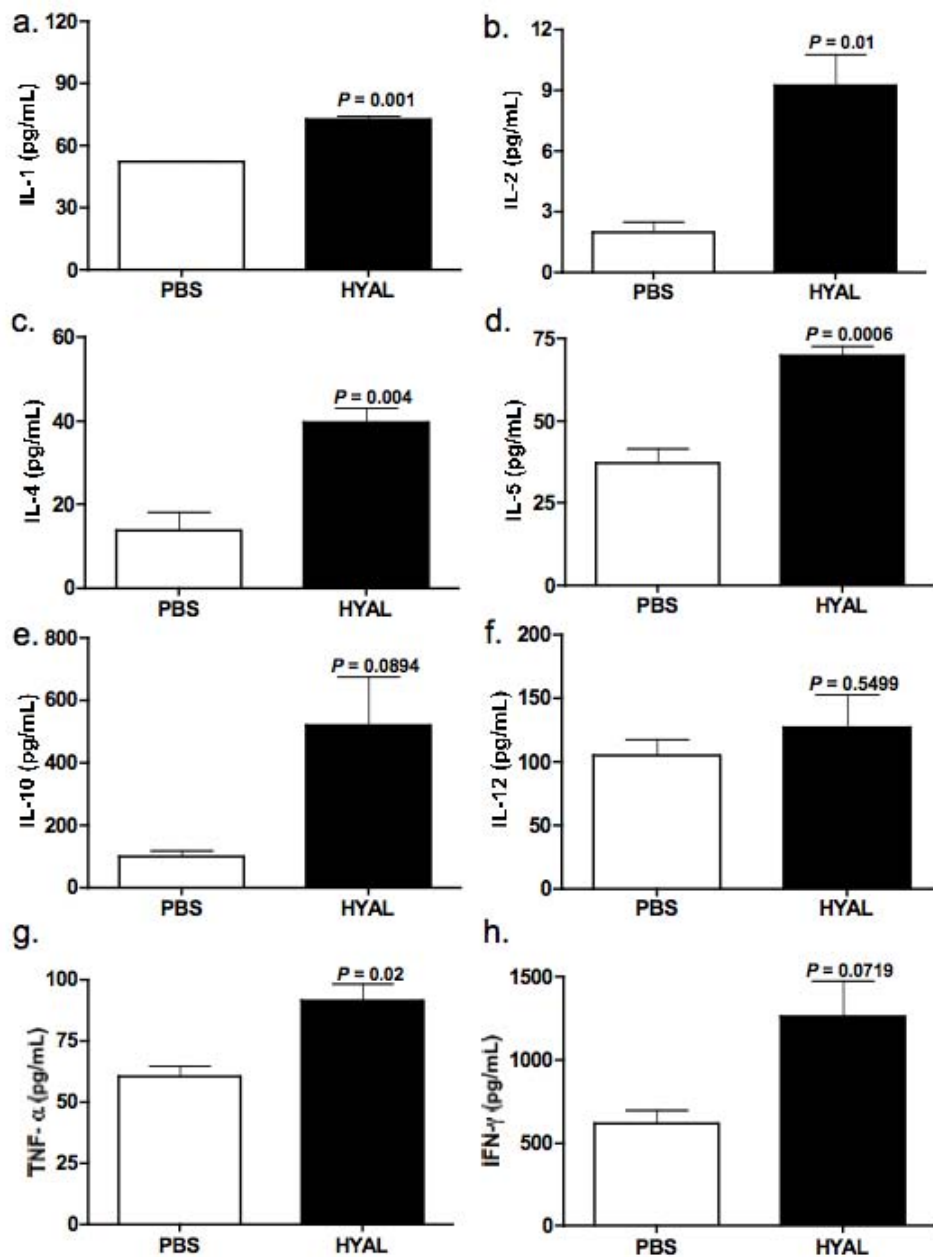 a.
IL-1 (pg/mL)
120
90
60
30
0
P = 0.001
PBS HYAL
b.
IL-2 (pg/mL)
12
9
6
3
0
P = 0.01
PBS HYAL
c.
IL-4 (pg/mL)
60
40
20
0
P = 0.004
PBS HYAL
d.
IL-5 (pg/mL)
75
50
25
0
P = 0.0006
PBS HYAL
e.
IL-10 (pg/mL)
800
600
400
200
0
P = 0.0894
PBS HYAL
f.
IL-12 (pg/mL)
200
150
100
50
0
P = 0.5499
PBS HYAL
g.
TNF- α (pg/mL)
100
75
50
25
0
P = 0.02
PBS HYAL
h.
IFN-γ (pg/mL)
1500
1000
500
0
P = 0.0719
PBS HYAL